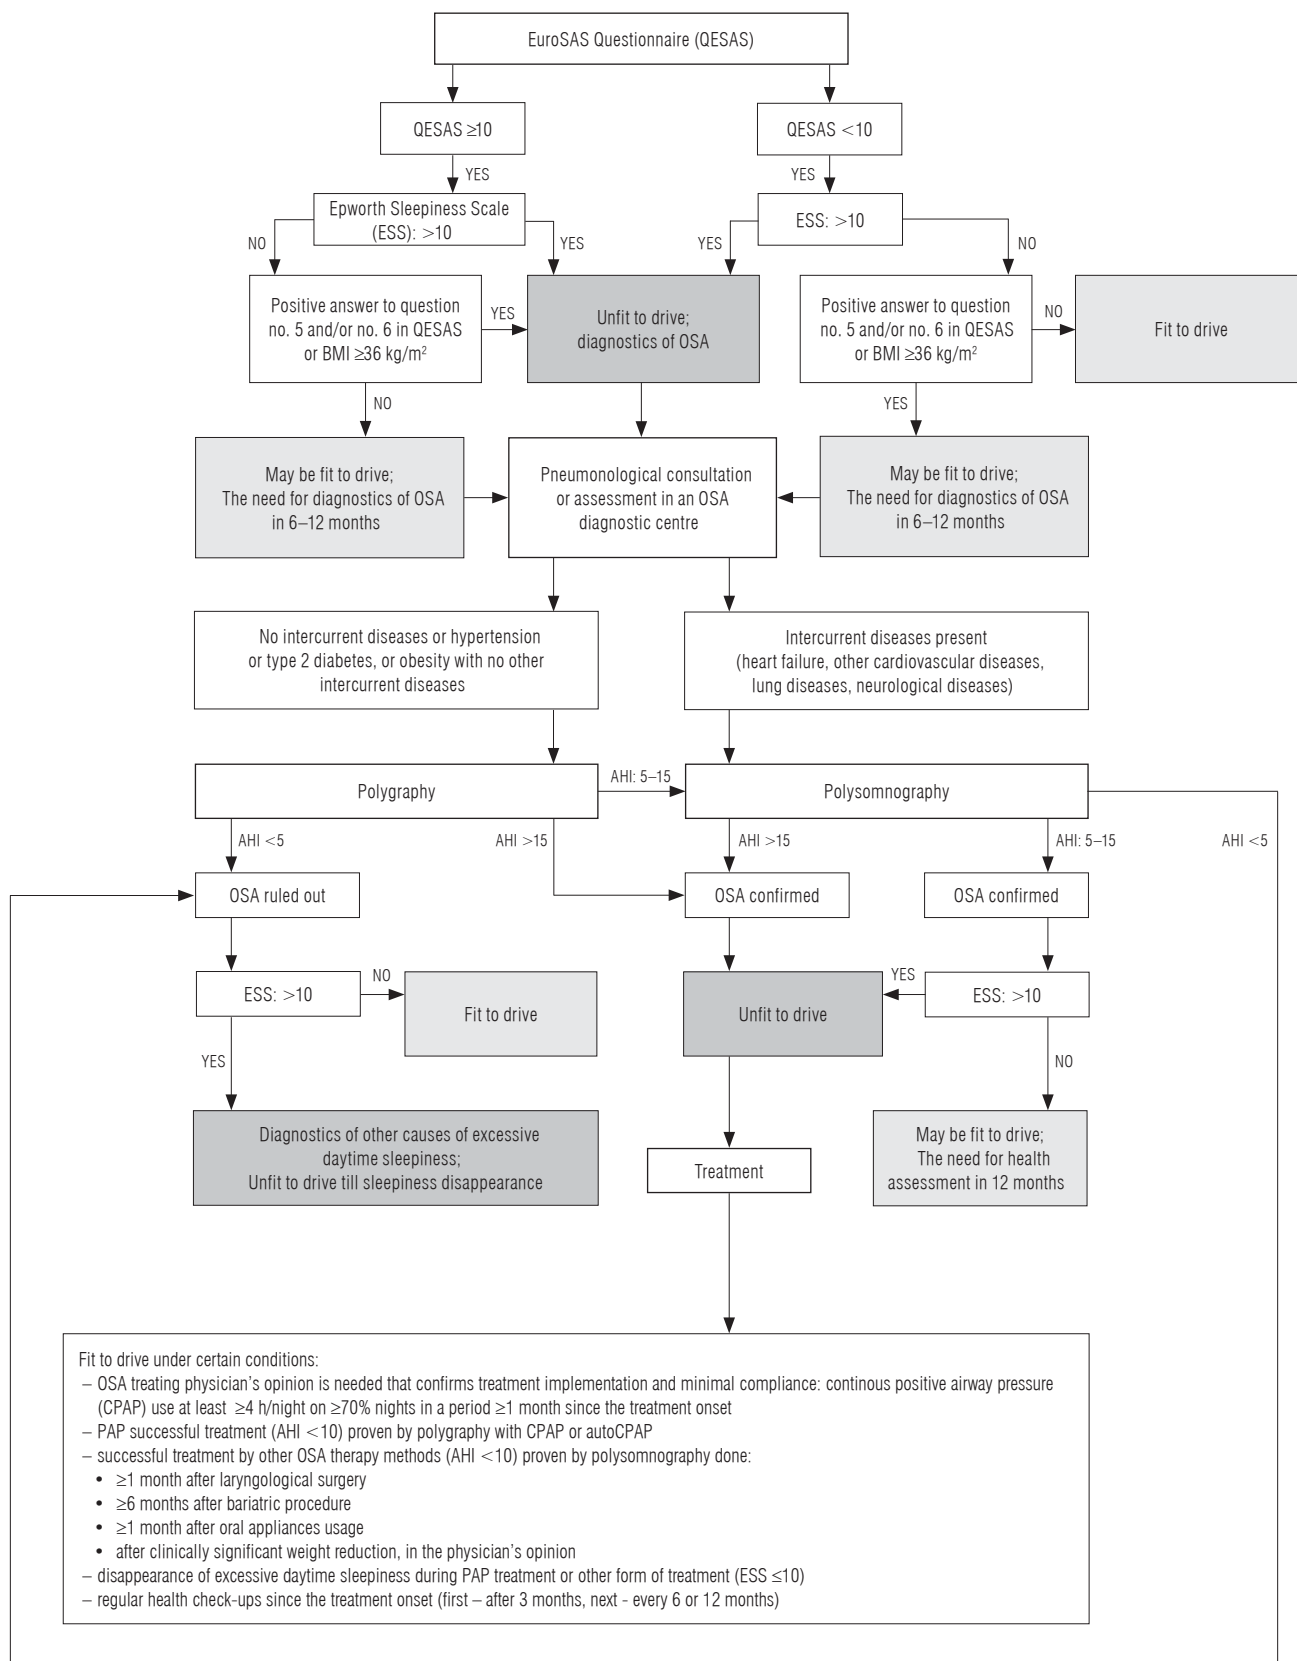 EuroSAS Questionnaire (QESAS)
QESAS ≥10
QESAS <10
YES
YES
Epworth Sleepiness Scale
(ESS): >10
ESS: >10
NO
YES
YES
NO
Positive answer to question
no. 5 and/or no. 6 in QESAS
or BMI ≥36 kg/m²
YES
Unfit to drive;
diagnostics of OSA
Positive answer to question
no. 5 and/or no. 6 in QESAS
or BMI ≥36 kg/m²
NO
Fit to drive
NO
YES
May be fit to drive;
The need for diagnostics of OSA
in 6–12 months
Pneumonological consultation
or assessment in an OSA
diagnostic centre
May be fit to drive;
The need for diagnostics of OSA
in 6–12 months
No intercurrent diseases or hypertension
or type 2 diabetes, or obesity with no other
intercurrent diseases
Intercurrent diseases present
(heart failure, other cardiovascular diseases,
lung diseases, neurological diseases)
Polygraphy
AHI: 5–15
Polysomnography
AHI <5
AHI >15
AHI >15
AHI: 5–15
AHI <5
OSA ruled out
OSA confirmed
OSA confirmed
ESS: >10
NO
Fit to drive
Unfit to drive
YES
ESS: >10
YES
NO
Diagnostics of other causes of excessive
daytime sleepiness;
Unfit to drive till sleepiness disappearance
Treatment
May be fit to drive;
The need for health
assessment in 12 months
Fit to drive under certain conditions:
– OSA treating physician's opinion is needed that confirms treatment implementation and minimal compliance: continous positive airway pressure
(CPAP) use at least ≥4 h/night on ≥70% nights in a period ≥1 month since the treatment onset
– PAP successful treatment (AHI <10) proven by polygraphy with CPAP or autoCPAP
– successful treatment by other OSA therapy methods (AHI <10) proven by polysomnography done:
• ≥1 month after laryngological surgery
• ≥6 months after bariatric procedure
• ≥1 month after oral appliances usage
• after clinically significant weight reduction, in the physician's opinion
– disappearance of excessive daytime sleepiness during PAP treatment or other form of treatment (ESS ≤10)
– regular health check-ups since the treatment onset (first – after 3 months, next - every 6 or 12 months)